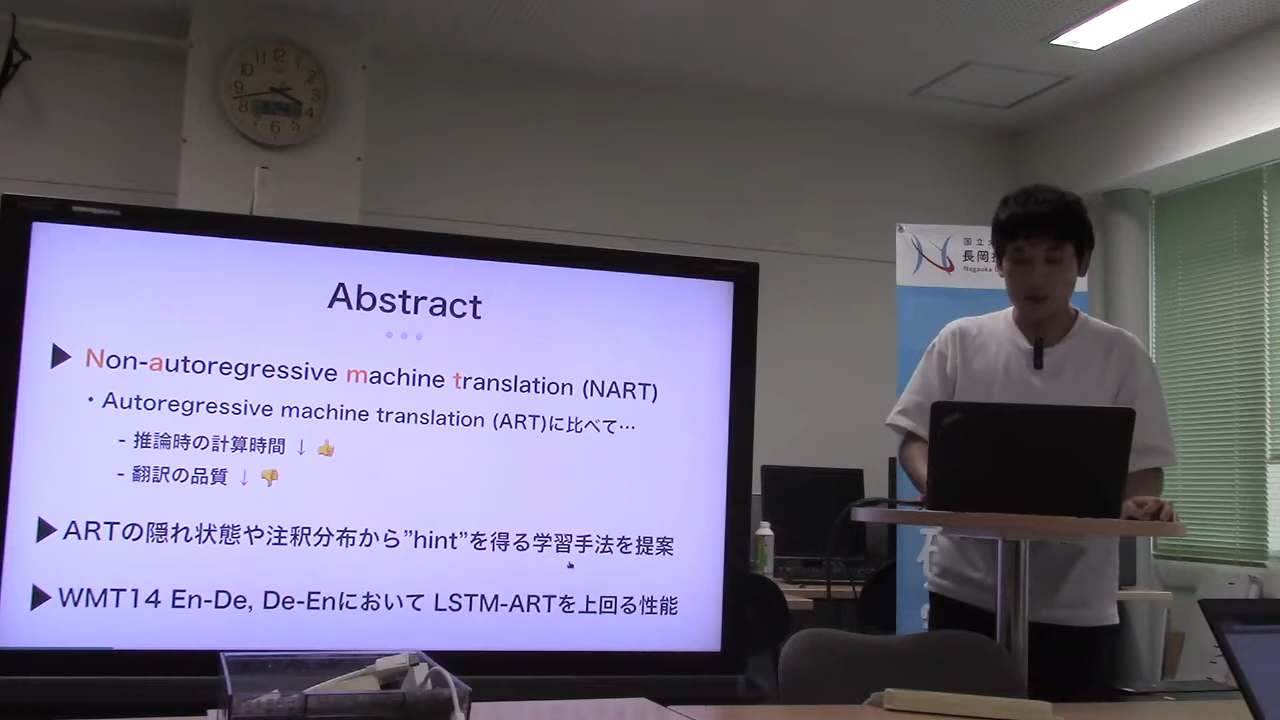 Abstract
Non-autoregressive machine translation (NART)
・Autoregressive machine translation (ART)に比べて…
- 推論時の計算時間 ↓ 👍
- 翻訳の品質 ↓ 👎
ARTの隠れ状態や注釈分布から”hint”を得る学習手法を提案
WMT14 En-De, De-Enにおいて LSTM-ARTを上回る性能
国立
長岡
Nagaoka